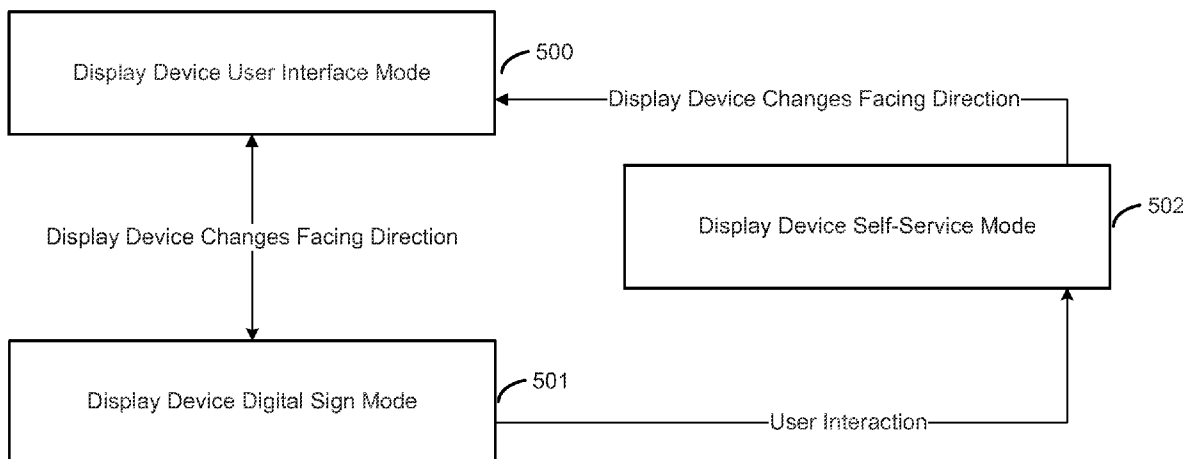 Display Device User Interface Mode
500
Display Device Changes Facing Direction
Display Device Self-Service Mode
502
Display Device Changes Facing Direction
Display Device Digital Sign Mode
501
User Interaction